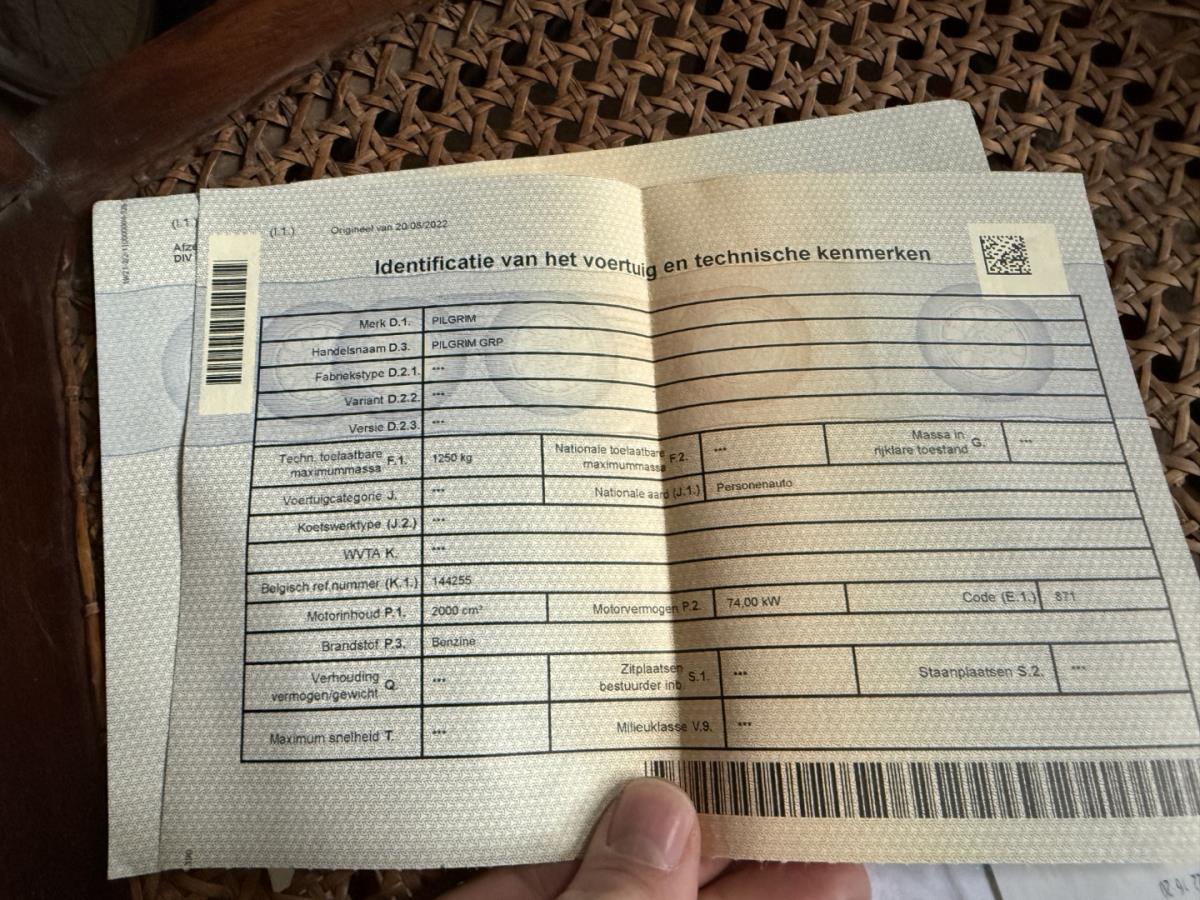 (I.1.)
DIV
(I.1.) Origineel van 20/05/2022
Identificatie van het voertuig en technische kenmerken
Merk D.1. PILGRIM
Handelsnaam D.3. PILGRIM GRP
Fabriekstype D.2.1. ***
Variant D.2.2. ***
Versie D.2.3. ***
Techn. toelaatbare maximummassa F.1. 1250 kg Nationale toelaatbare maximummassa F.2. *** Massa in rijklare toestand G. ***
Voertuigcategorie J. *** Nationale aard (J.1.) Personenauto
Koetswerktype (J.2.) ***
WVTA K. ***
Belgisch ref.nummer (K.1.) 144255
Motorinhoud P.1. 2000 cm³ Motorvermogen P.2. 74,00 kW Code (E.1.) 871
Brandstof P.3. Benzine
Verhouding vermogen/gewicht Q. *** Zitplaatsen bestuurder inb. S.1. *** Staanplaatsen S.2. ***
Maximum snelheid T. *** Milieuklasse V.9. ***